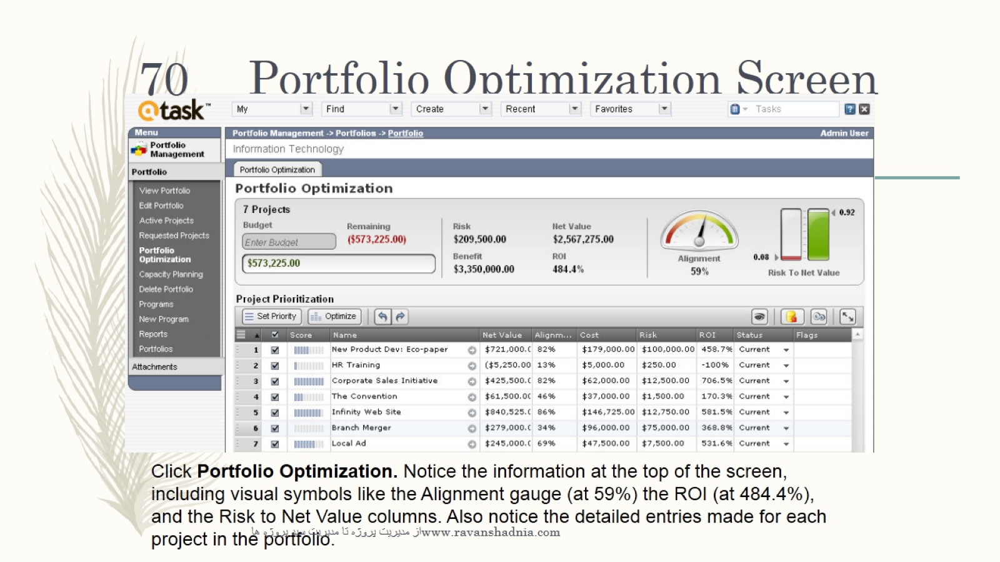 70 Portfolio Optimization Screen
@task™ My Find Create Recent Favorites Tasks ?
Menu
Portfolio Management
Portfolio
View Portfolio
Edit Portfolio
Active Projects
Requested Projects
Portfolio Optimization
Capacity Planning
Delete Portfolio
Programs
New Program
Reports
Portfolios
Attachments
Portfolio Management -> Portfolios -> Portfolio Admin User
Information Technology
Portfolio Optimization
Portfolio Optimization
7 Projects
Budget Remaining Risk Net Value
Enter Budget ($573,225.00) $209,500.00 $2,567,275.00
$573,225.00
Benefit ROI
$3,350,000.00 484.4%
Alignment
59%
0.92
0.08
Risk To Net Value
Project Prioritization
Set Priority Optimize
Score Name Net Value Alignm... Cost Risk ROI Status Flags
1 New Product Dev: Eco-paper $721,000.0 82% $179,000.00 $100,000.00 458.7% Current
2 HR Training ($5,250.00 13% $5,000.00 $250.00 -100% Current
3 Corporate Sales Initiative $425,500.0 82% $62,000.00 $12,500.00 706.5% Current
4 The Convention $61,500.00 46% $37,000.00 $1,500.00 170.3% Current
5 Infinity Web Site $840,525.0 86% $146,725.00 $12,750.00 581.5% Current
6 Branch Merger $279,000.0 34% $96,000.00 $75,000.00 368.8% Current
7 Local Ad $245,000.0 69% $47,500.00 $7,500.00 531.6% Current
Click Portfolio Optimization. Notice the information at the top of the screen,
including visual symbols like the Alignment gauge (at 59%) the ROI (at 484.4%),
and the Risk to Net Value columns. Also notice the detailed entries made for each
project in the portfolio.
از مدیریت پروژه تا مدیریت سبد پروژه ها www.ravanshadnia.com